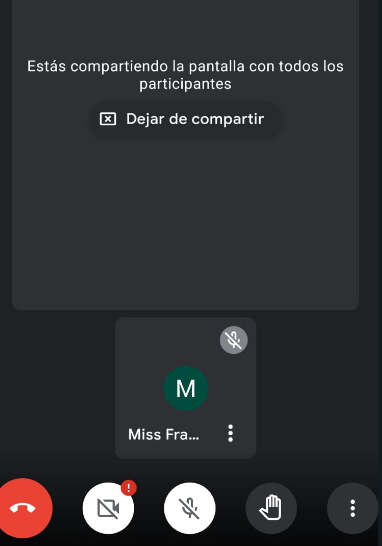 Estás compartiendo la pantalla con todos los
participantes
Dejar de compartir
M
Miss Fra...
!